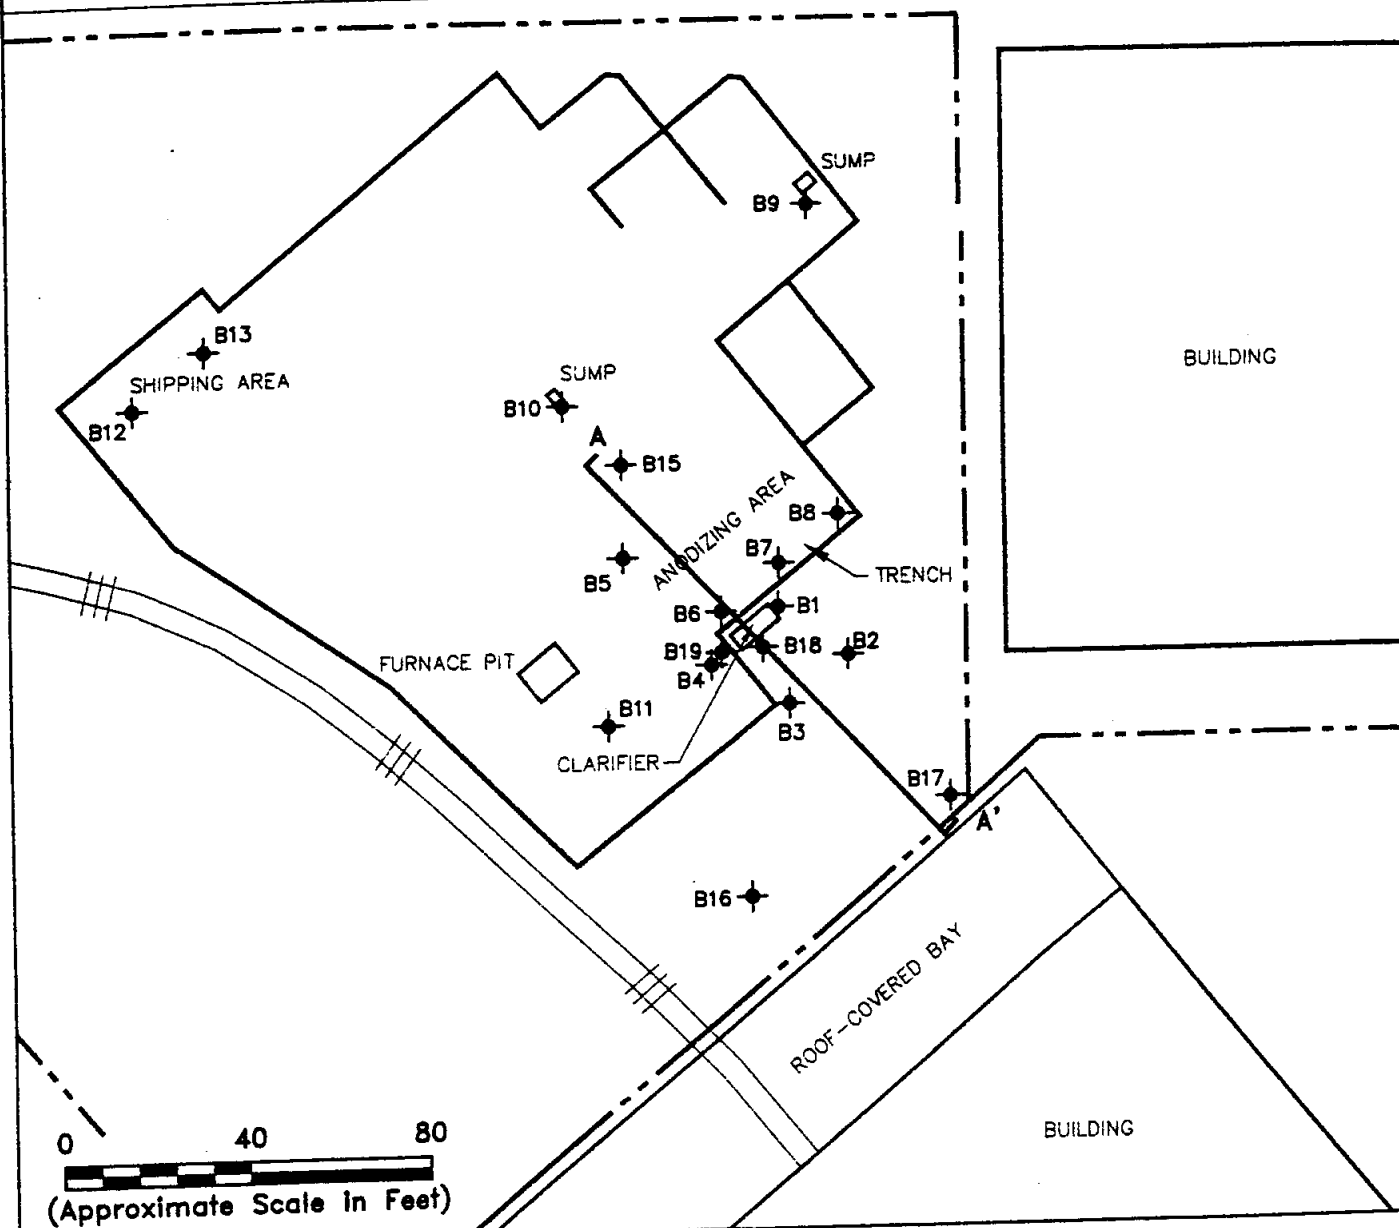 SUMP
B9
B13
SHIPPING AREA
BUILDING
SUMP
B10
B12
A
B15
ANODIZING AREA
B8
B7
TRENCH
B5
B6
B1
B19
B18
B2
FURNACE PIT
B4
B11
B3
CLARIFIER
B17
A'
B16
ROOF-COVERED BAY
BUILDING
0 40 80
(Approximate Scale in Feet)